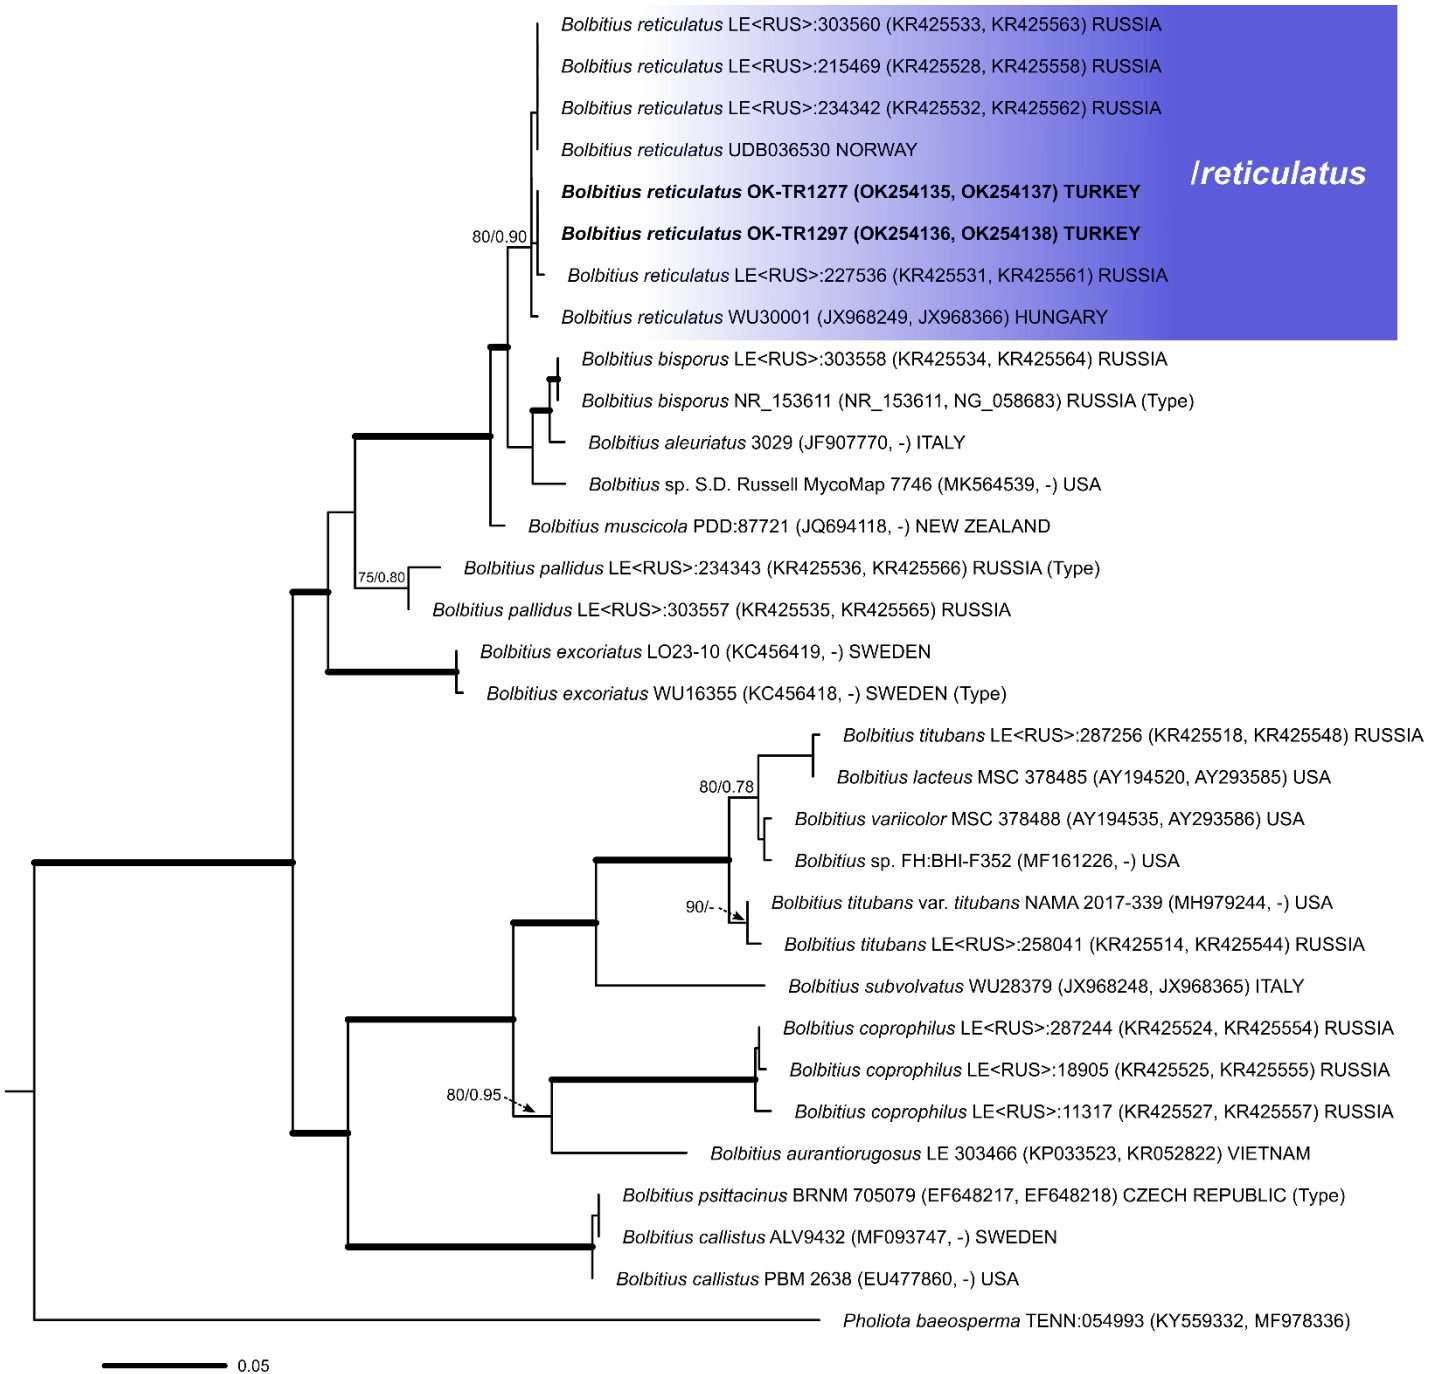 Bolbitius reticulatus LE<RUS>:303560 (KR425533, KR425563) RUSSIA
Bolbitius reticulatus LE<RUS>:215469 (KR425528, KR425558) RUSSIA
Bolbitius reticulatus LE<RUS>:234342 (KR425532, KR425562) RUSSIA
Bolbitius reticulatus UDB036530 NORWAY
/reticulatus
Bolbitius reticulatus OK-TR1277 (OK254135, OK254137) TURKEY
Bolbitius reticulatus OK-TR1297 (OK254136, OK254138) TURKEY
80/0.90
Bolbitius reticulatus LE<RUS>:227536 (KR425531, KR425561) RUSSIA
Bolbitius reticulatus WU30001 (JX968249, JX968366) HUNGARY
Bolbitius bisporus LE<RUS>:303558 (KR425534, KR425564) RUSSIA
Bolbitius bisporus NR_153611 (NR_153611, NG_058683) RUSSIA (Type)
Bolbitius aleuriatus 3029 (JF907770, -) ITALY
Bolbitius sp. S.D. Russell MycoMap 7746 (MK564539, -) USA
Bolbitius muscicola PDD:87721 (JQ694118, -) NEW ZEALAND
Bolbitius pallidus LE<RUS>:234343 (KR425536, KR425566) RUSSIA (Type)
75/0.80
Bolbitius pallidus LE<RUS>:303557 (KR425535, KR425565) RUSSIA
Bolbitius excoriatus LO23-10 (KC456419, -) SWEDEN
Bolbitius excoriatus WU16355 (KC456418, -) SWEDEN (Type)
Bolbitius titubans LE<RUS>:287256 (KR425518, KR425548) RUSSIA
Bolbitius lacteus MSC 378485 (AY194520, AY293585) USA
80/0.78
Bolbitius variicolor MSC 378488 (AY194535, AY293586) USA
Bolbitius sp. FH:BHI-F352 (MF161226, -) USA
Bolbitius titubans var. titubans NAMA 2017-339 (MH979244, -) USA
90/-
Bolbitius titubans LE<RUS>:258041 (KR425514, KR425544) RUSSIA
Bolbitius subvolvatus WU28379 (JX968248, JX968365) ITALY
Bolbitius coprophilus LE<RUS>:287244 (KR425524, KR425554) RUSSIA
Bolbitius coprophilus LE<RUS>:18905 (KR425525, KR425555) RUSSIA
80/0.95
Bolbitius coprophilus LE<RUS>:11317 (KR425527, KR425557) RUSSIA
Bolbitius aurantiorugosus LE 303466 (KP033523, KR052822) VIETNAM
Bolbitius psittacinus BRNM 705079 (EF648217, EF648218) CZECH REPUBLIC (Type)
Bolbitius callistus ALV9432 (MF093747, -) SWEDEN
Bolbitius callistus PBM 2638 (EU477860, -) USA
Pholiota baeosperma TENN:054993 (KY559332, MF978336)
0.05